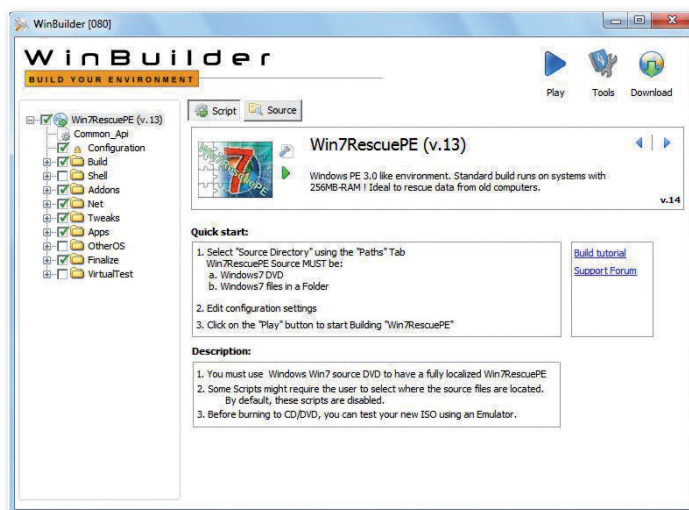 WinBuilder [080]
WinBuilder
BUILD YOUR ENVIRONMENT
Play
Tools
Download
Win7RescuePE (v.13)
Common_Api
Configuration
Build
Shell
Addons
Net
Tweaks
Apps
OtherOS
Finalize
VirtualTest
Script
Source
7
Win7RescuePE (v.13)
Windows PE 3.0 like environment. Standard build runs on systems with
256MB-RAM ! Ideal to rescue data from old computers.
v.14
Quick start:
1. Select "Source Directory" using the "Paths" Tab
Win7RescuePE Source MUST be:
a. Windows7 DVD
b. Windows7 files in a Folder
2. Edit configuration settings
3. Click on the "Play" button to start Building "Win7RescuePE"
Build tutorial
Support Forum
Description:
1. You must use Windows Win7 source DVD to have a fully localized Win7RescuePE
2. Some Scripts might require the user to select where the source files are located.
By default, these scripts are disabled.
3. Before burning to CD/DVD, you can test your new ISO using an Emulator.